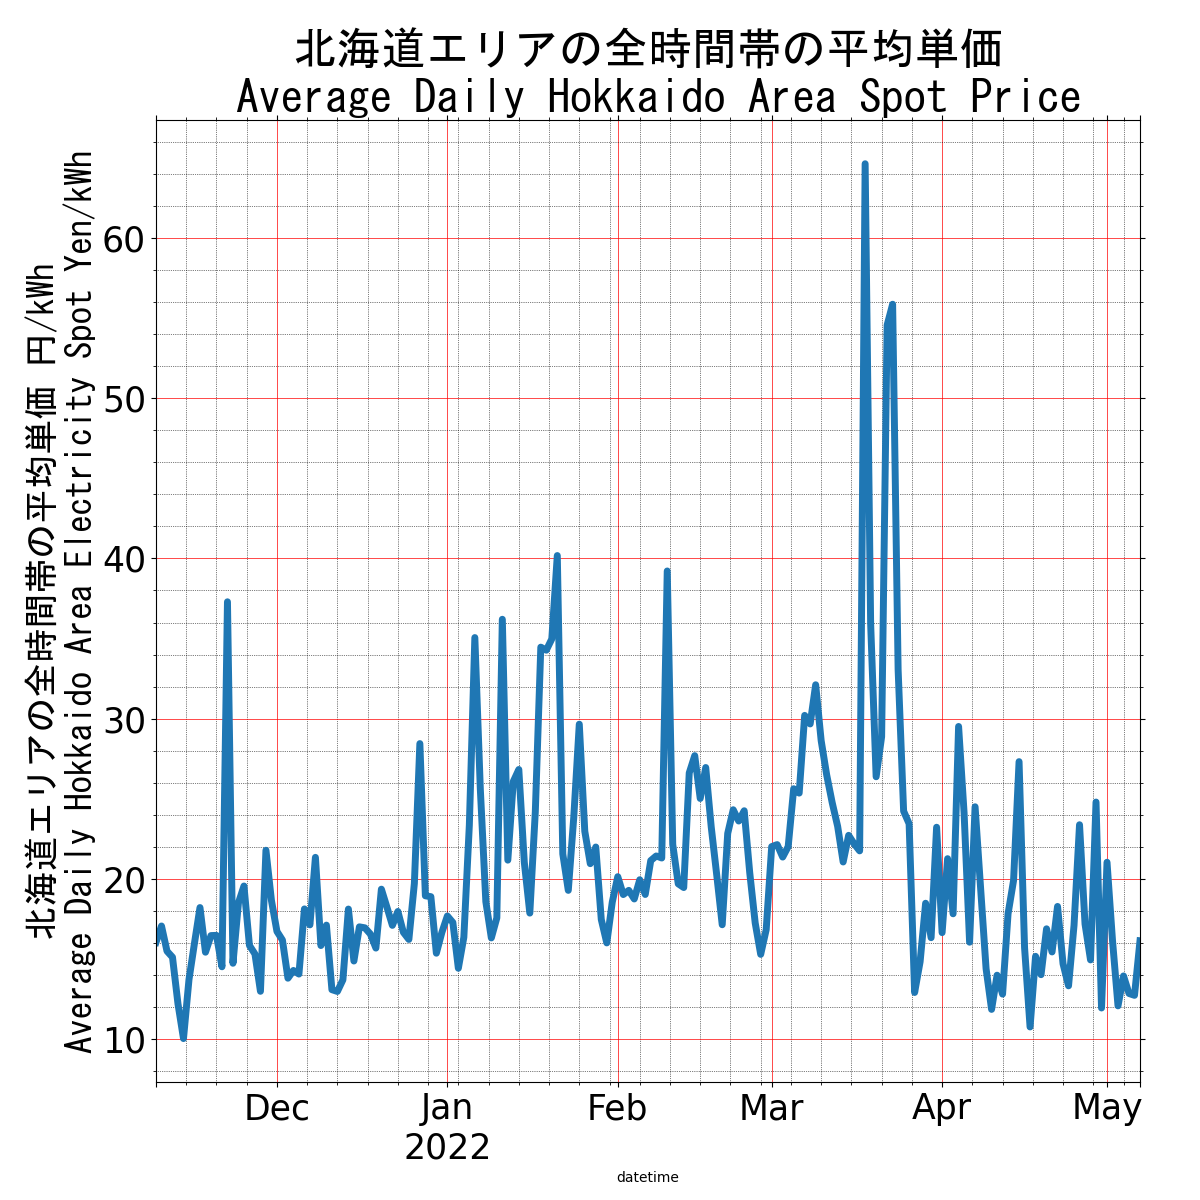 北海道エリアの全時間帯の平均単価
Average Daily Hokkaido Area Spot Price
北海道エリアの全時間帯の平均単価 円/kWh
Average Daily Hokkaido Area Electricity Spot Yen/kWh
60
50
40
30
20
10
Dec
Jan
2022
Feb
Mar
Apr
May
datetime